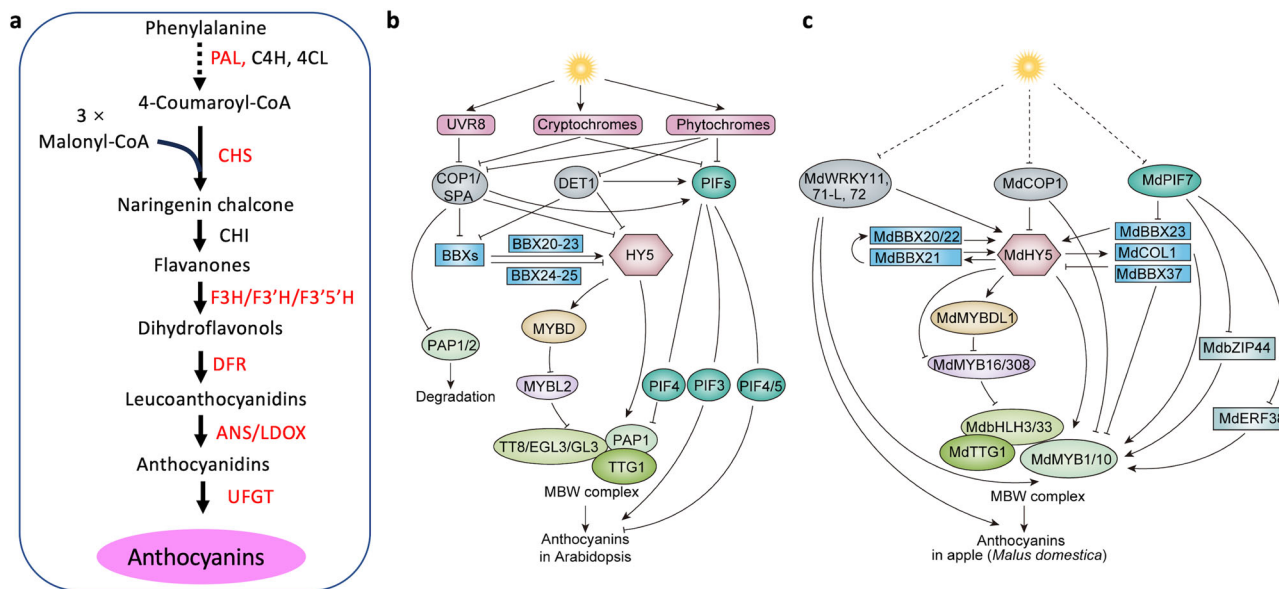 a
Phenylalanine
PAL, C4H, 4CL
4-Coumaroyl-CoA
3 ×
Malonyl-CoA
CHS
Naringenin chalcone
CHI
Flavanones
F3H/F3’H/F3’5’H
Dihydroflavonols
DFR
Leucoanthocyanidins
ANS/LDOX
Anthocyanidins
UFGT
Anthocyanins
b
UVR8
Cryptochromes
Phytochromes
COP1/
SPA
DET1
PIFs
BBXs
BBX20-23
BBX24-25
HY5
MYBD
PAP1/2
Degradation
MYBL2
PIF4
PIF3
PIF4/5
TT8/EGL3/GL3
PAP1
TTG1
MBW complex
Anthocyanins
in Arabidopsis
c
MdWRKY11,
71-L, 72
MdCOP1
MdPIF7
MdBBX20/22
MdBBX21
MdHY5
MdBBX23
MdCOL1
MdBBX37
MdMYBDL1
MdMYB16/308
MdbZIP44
MdERF38
MdbHLH3/33
MdTTG1
MdMYB1/10
MBW complex
Anthocyanins
in apple (Malus domestica)